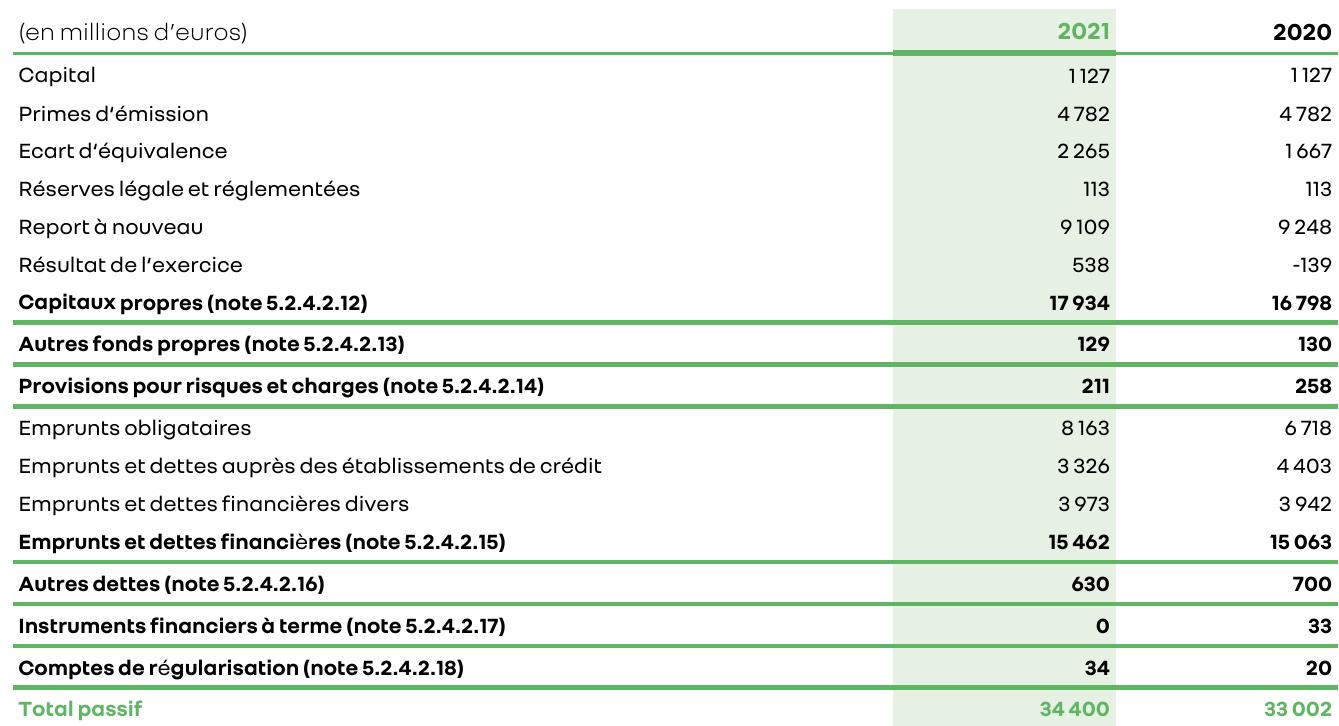 (en millions d’euros) 2021 2020
Capital 1 127 1 127
Primes d’émission 4 782 4 782
Ecart d’équivalence 2 265 1 667
Réserves légale et réglementées 113 113
Report à nouveau 9 109 9 248
Résultat de l’exercice 538 -139
Capitaux propres (note 5.2.4.2.12) 17 934 16 798
Autres fonds propres (note 5.2.4.2.13) 129 130
Provisions pour risques et charges (note 5.2.4.2.14) 211 258
Emprunts obligataires 8 163 6 718
Emprunts et dettes auprès des établissements de crédit 3 326 4 403
Emprunts et dettes financières divers 3 973 3 942
Emprunts et dettes financières (note 5.2.4.2.15) 15 462 15 063
Autres dettes (note 5.2.4.2.16) 630 700
Instruments financiers à terme (note 5.2.4.2.17) 0 33
Comptes de régularisation (note 5.2.4.2.18) 34 20
Total passif 34 400 33 002